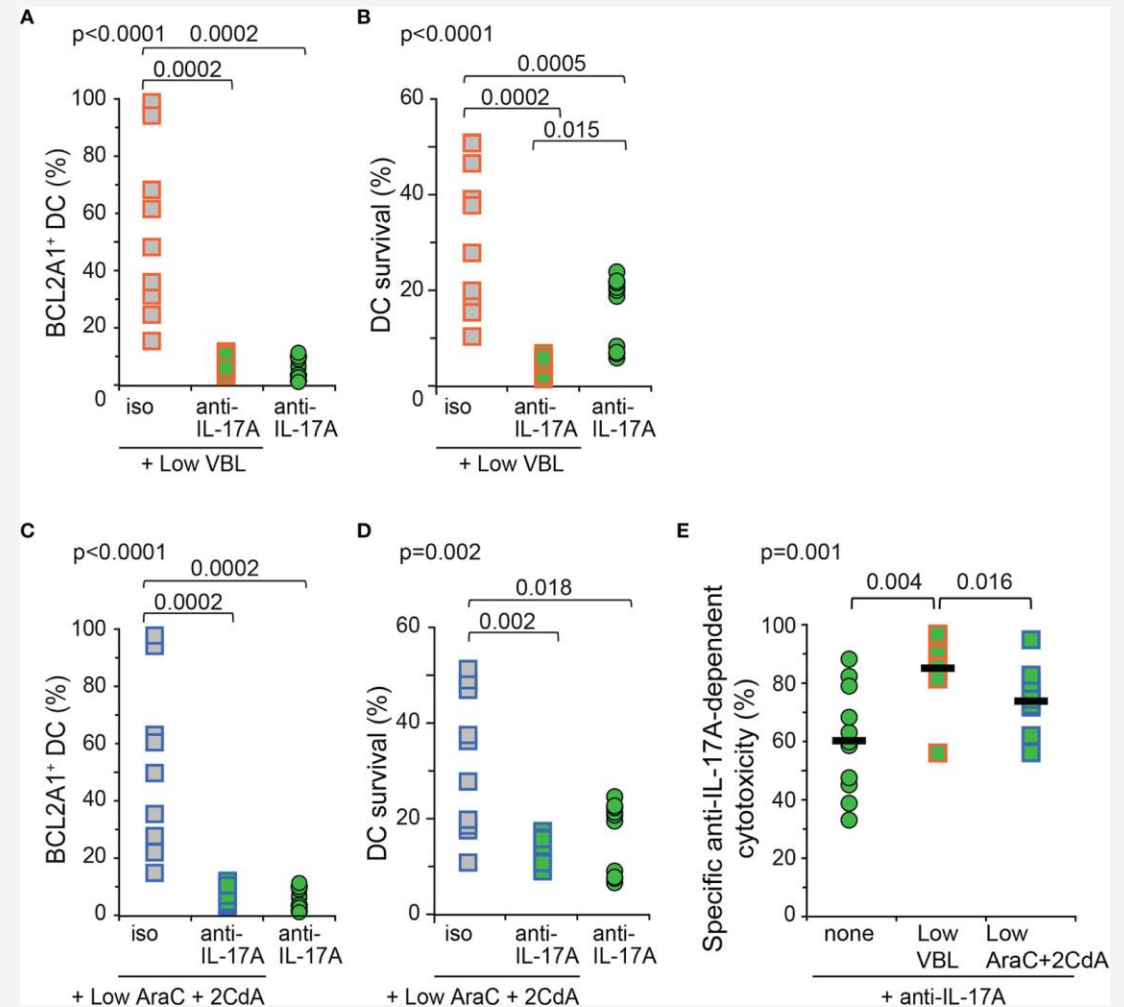 A
p<0.0001 0.0002
0.0002
100
80
60
40
20
0
BCL2A1+ DC (%)
iso anti- anti-
IL-17A IL-17A
+ Low VBL
B
p<0.0001
0.0005
0.0002
0.015
60
40
20
0
DC survival (%)
iso anti- anti-
IL-17A IL-17A
+ Low VBL
C
p<0.0001
0.0002
0.0002
100
80
60
40
20
0
BCL2A1+ DC (%)
iso anti- anti-
IL-17A IL-17A
+ Low AraC + 2CdA
D
p=0.002
0.018
0.002
60
40
20
0
DC survival (%)
iso anti- anti-
IL-17A IL-17A
+ Low AraC + 2CdA
E
p=0.001
0.004 0.016
100
80
60
40
20
0
Specific anti-IL-17A-dependent
cytotoxicity (%)
none Low Low
VBL AraC+2CdA
+ anti-IL-17A